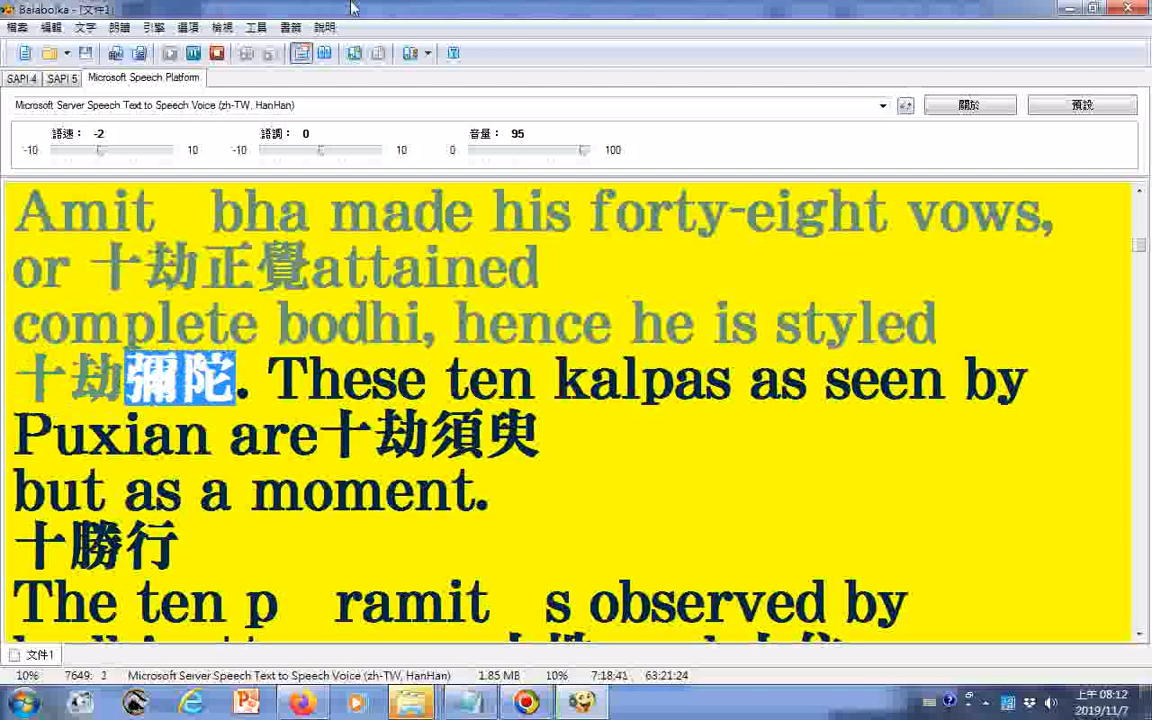 Balabolka - [文件1]
檔案 編輯 文字 朗讀 引擎 選項 檢視 工具 書籤 說明
SAPI 4 SAPI 5 Microsoft Speech Platform
Microsoft Server Speech Text to Speech Voice (zh-TW, HanHan) 關於 預設
語速： -2 語調： 0 音量： 95
-10 10 -10 10 0 100
Amit bha made his forty-eight vows,
or 十劫正覺attained
complete bodhi, hence he is styled
十劫彌陀. These ten kalpas as seen by
Puxian are十劫須臾
but as a moment.
十勝行
The ten p ramit s observed by
文件1
10% 7649: 1 Microsoft Server Speech Text to Speech Voice (zh-TW, HanHan) 1.85 MB 10% 7:18:41 63:21:24
上午 08:12
2019/11/7